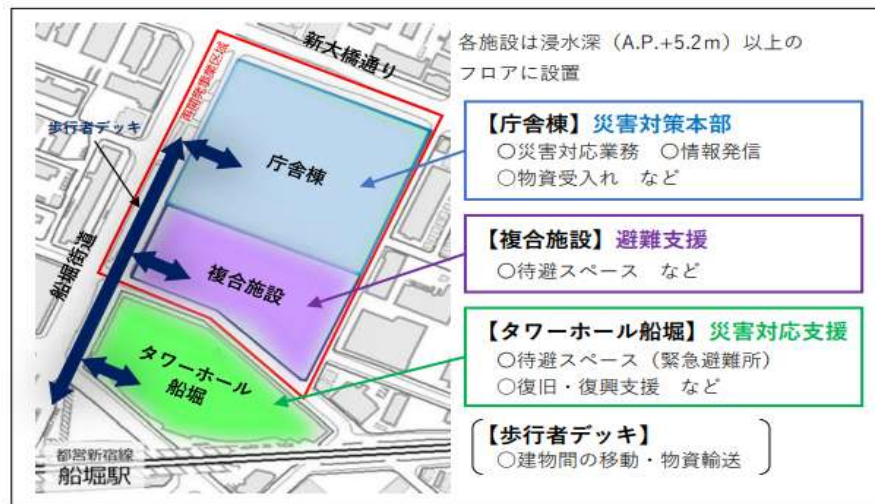 新大橋通り
再開発事業区域
歩行者デッキ
庁舎棟
船堀街道
複合施設
タワーホール
船堀
都営新宿線
船堀駅
各施設は浸水深（A.P.+5.2m）以上の
フロアに設置
【庁舎棟】災害対策本部
○災害対応業務　○情報発信
○物資受入れ　など
【複合施設】避難支援
○待避スペース　など
【タワーホール船堀】災害対応支援
○待避スペース（緊急避難所）
○復旧・復興支援　など
【歩行者デッキ】
○建物間の移動・物資輸送